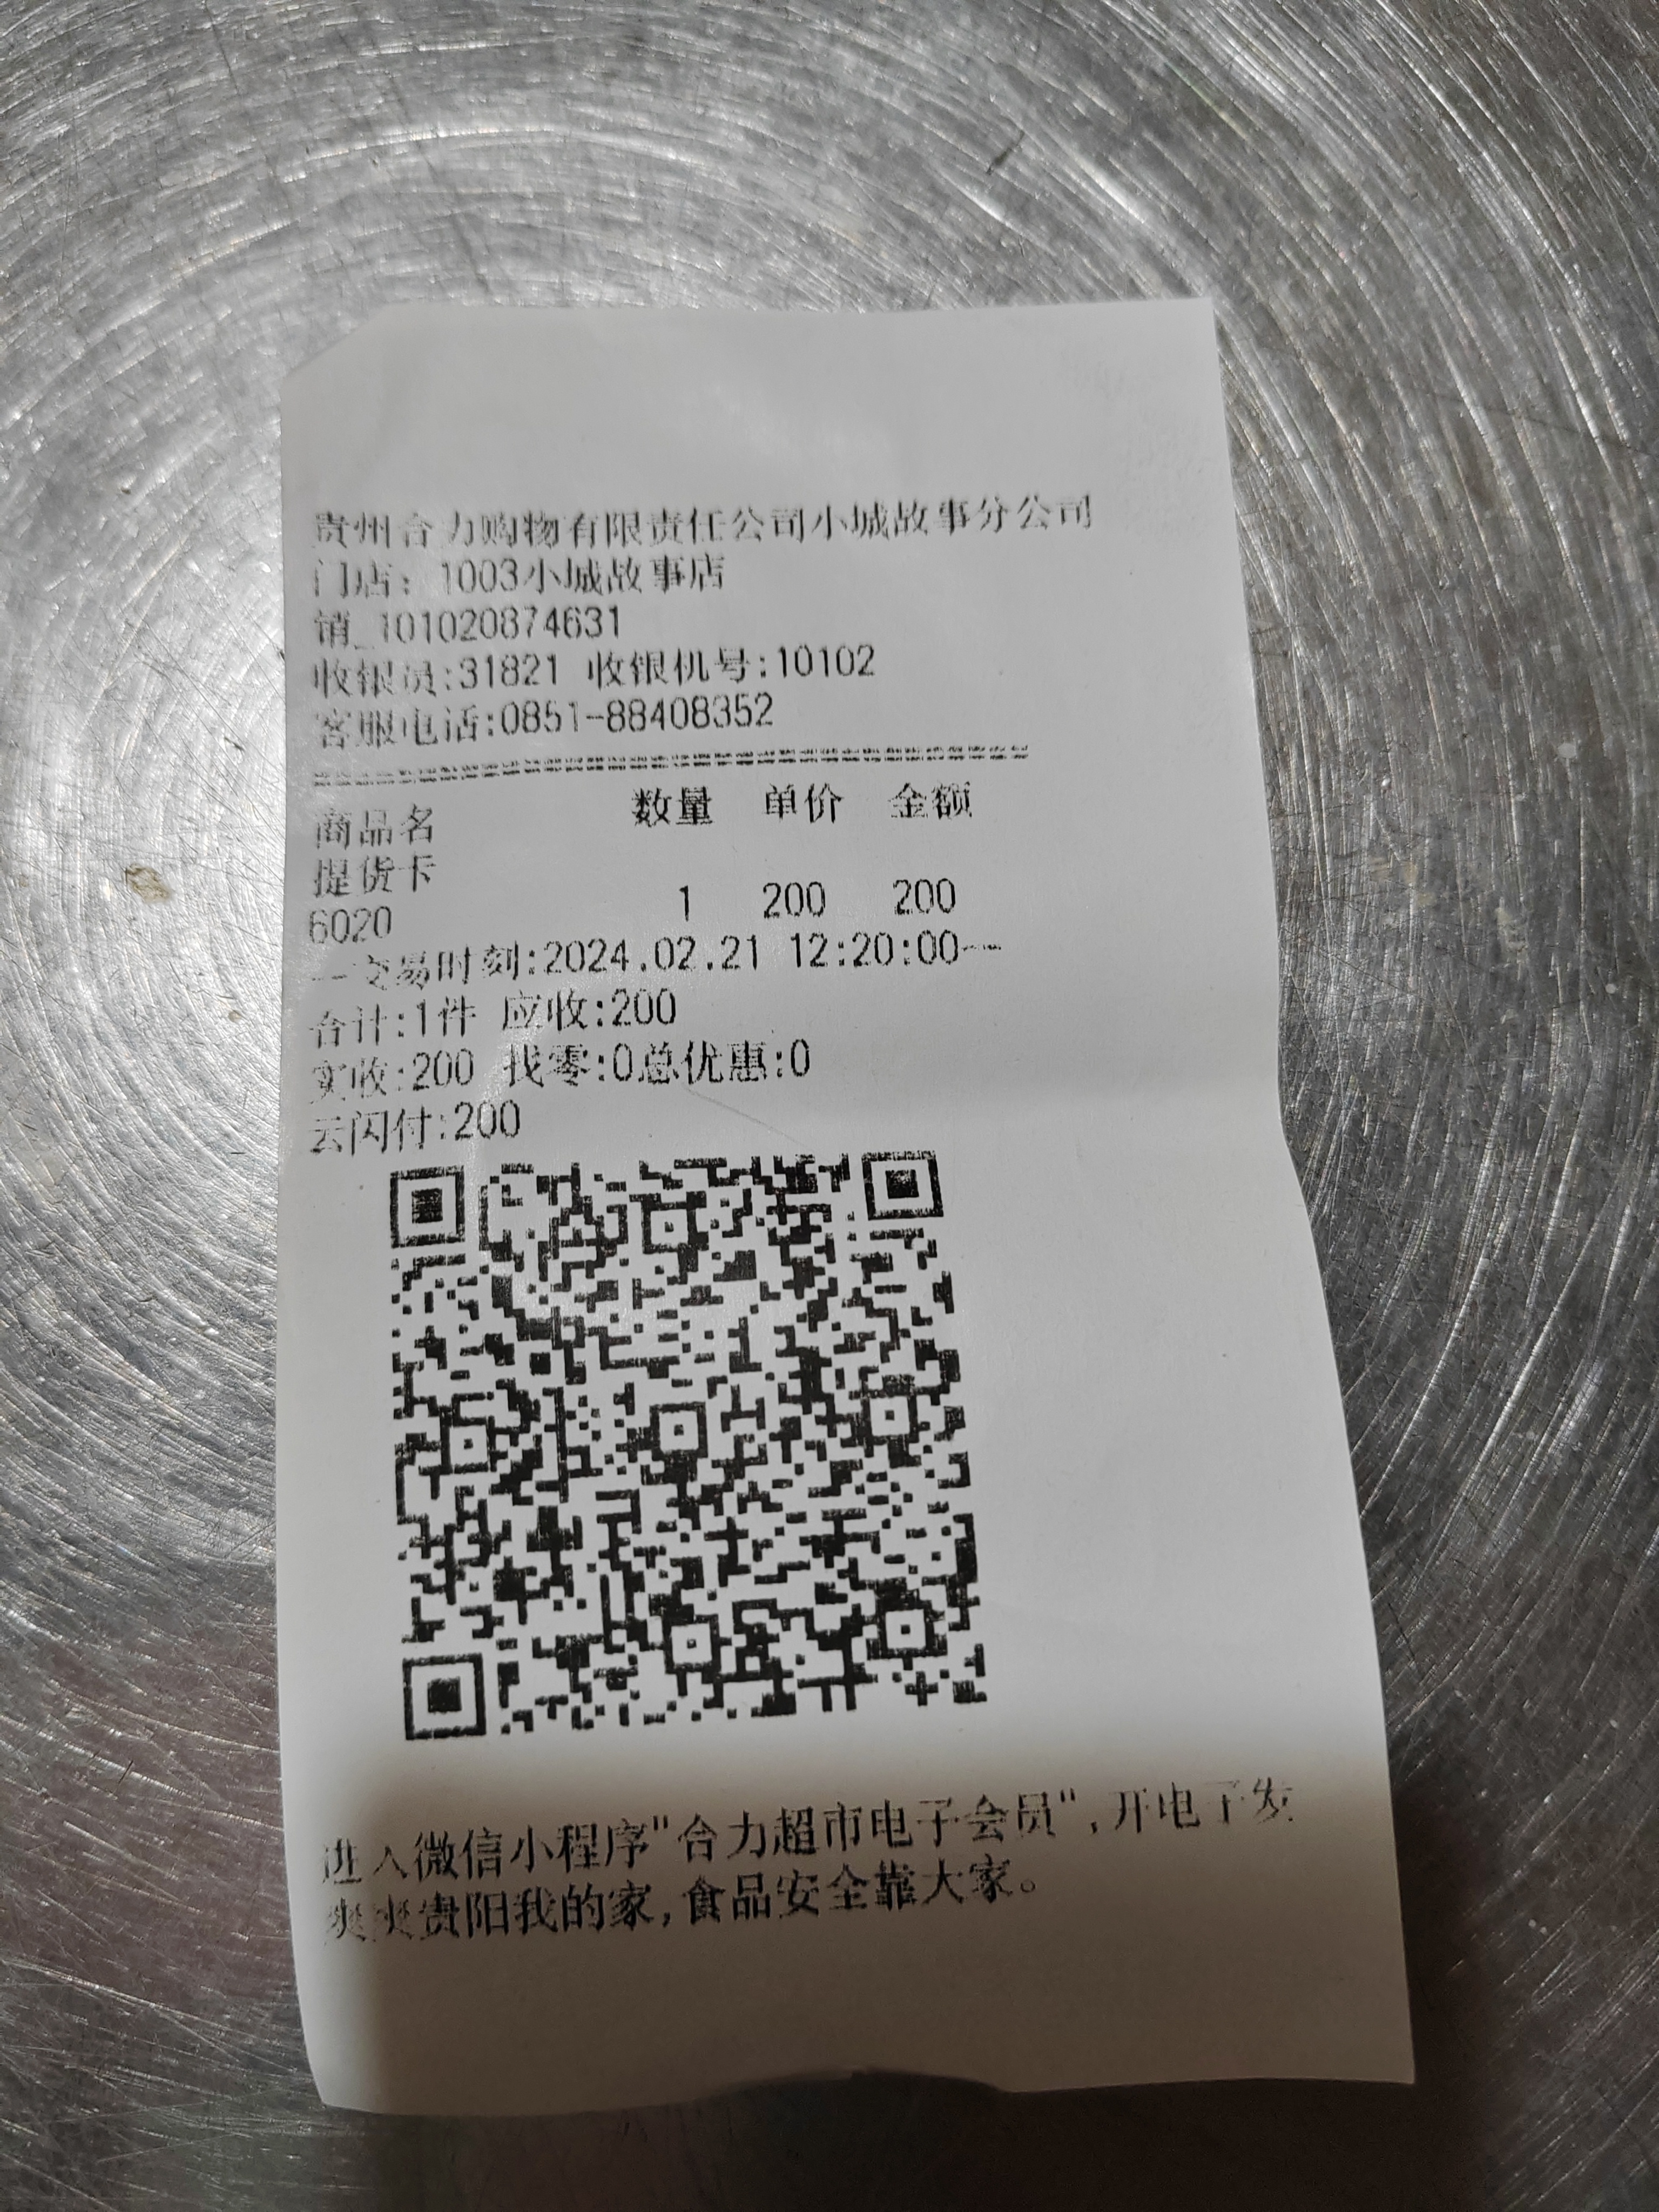 贵州合力购物有限责任公司小城故事分公司
门店：1003小城故事店
销_101020874631
收银员:31821 收银机号:10102
客服电话:0851-88408352
商品名 数量 单价 金额
提货卡
6020 1 200 200
--交易时刻:2024.02.21 12:20:00--
合计:1件 应收:200
实收:200 找零:0总优惠:0
云闪付:200
进入微信小程序"合力超市电子会员",开电子发
爽爽贵阳我的家,食品安全靠大家。